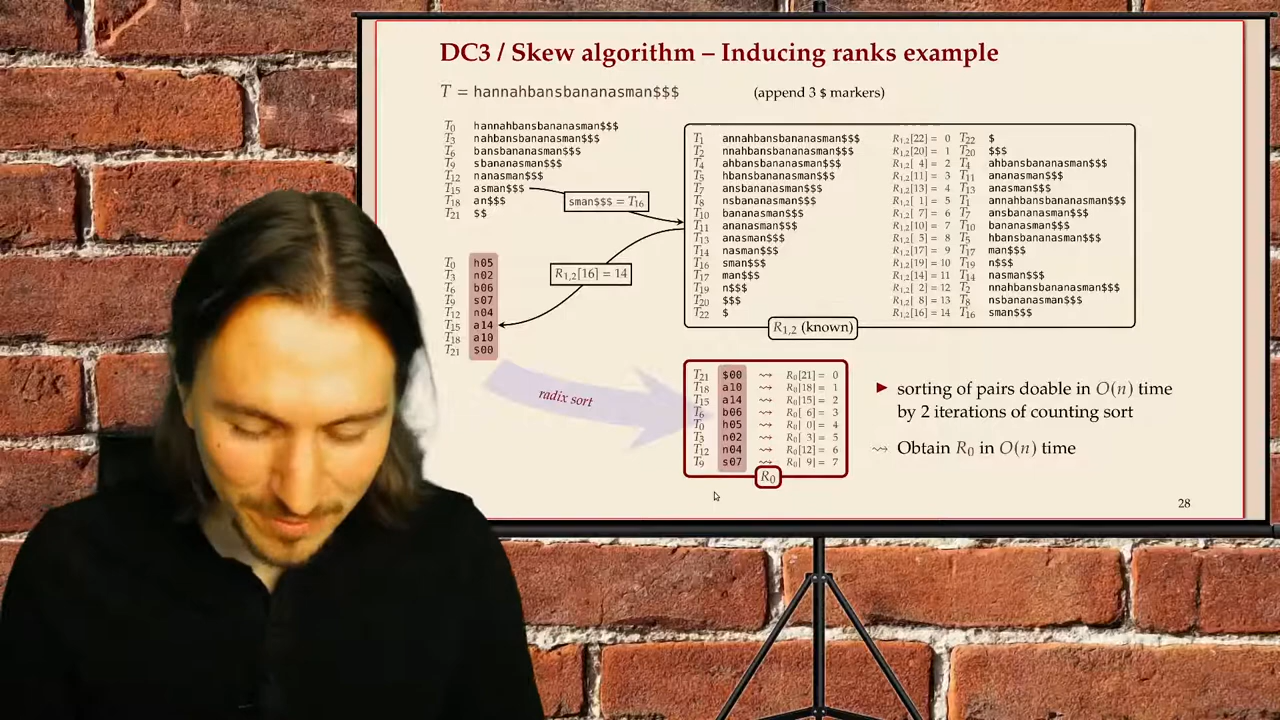 DC3 / Skew algorithm – Inducing ranks example
T = hannahbansbananasman$$$ (append 3 $ markers)
T0 hannahbansbananasman$$$
T3 nahbansbananasman$$$
T6 bansbananasman$$$
T9 sbananasman$$$
T12 nanasman$$$
T15 asman$$$
T18 an$$$
T21 $$
sman$$$ = T16
R1,2[16] = 14
T0 h05
T3 n02
T6 b06
T9 s07
T12 n04
T15 a14
T18 a10
T21 $00
radix sort
T1 annahbansbananasman$$$ R1,2[22] = 0 T22 $
T2 nnahbansbananasman$$$ R1,2[20] = 1 T20 $$$
T4 ahbansbananasman$$$ R1,2[ 4] = 2 T4 ahbansbananasman$$$
T5 hbansbananasman$$$ R1,2[11] = 3 T11 ananasman$$$
T7 ansbananasman$$$ R1,2[13] = 4 T13 anasman$$$
T8 nsbananasman$$$ R1,2[ 1] = 5 T1 annahbansbananasman$$$
T10 bananasman$$$ R1,2[ 7] = 6 T7 ansbananasman$$$
T11 ananasman$$$ R1,2[10] = 7 T10 bananasman$$$
T13 anasman$$$ R1,2[ 5] = 8 T5 hbansbananasman$$$
T14 nasman$$$ R1,2[17] = 9 T17 man$$$
T16 sman$$$ R1,2[19] = 10 T19 n$$$
T17 man$$$ R1,2[14] = 11 T14 nasman$$$
T19 n$$$ R1,2[ 2] = 12 T2 nnahbansbananasman$$$
T20 $$$ R1,2[ 8] = 13 T8 nsbananasman$$$
T22 $ R1,2[16] = 14 T16 sman$$$
R1,2 (known)
T21 $00 ⇝ R0[21] = 0
T18 a10 ⇝ R0[18] = 1
T15 a14 ⇝ R0[15] = 2
T6 b06 ⇝ R0[ 6] = 3
T0 h05 ⇝ R0[ 0] = 4
T3 n02 ⇝ R0[ 3] = 5
T12 n04 ⇝ R0[12] = 6
T9 s07 ⇝ R0[ 9] = 7
R0
▶ sorting of pairs doable in O(n) time
by 2 iterations of counting sort
⇝ Obtain R0 in O(n) time
28